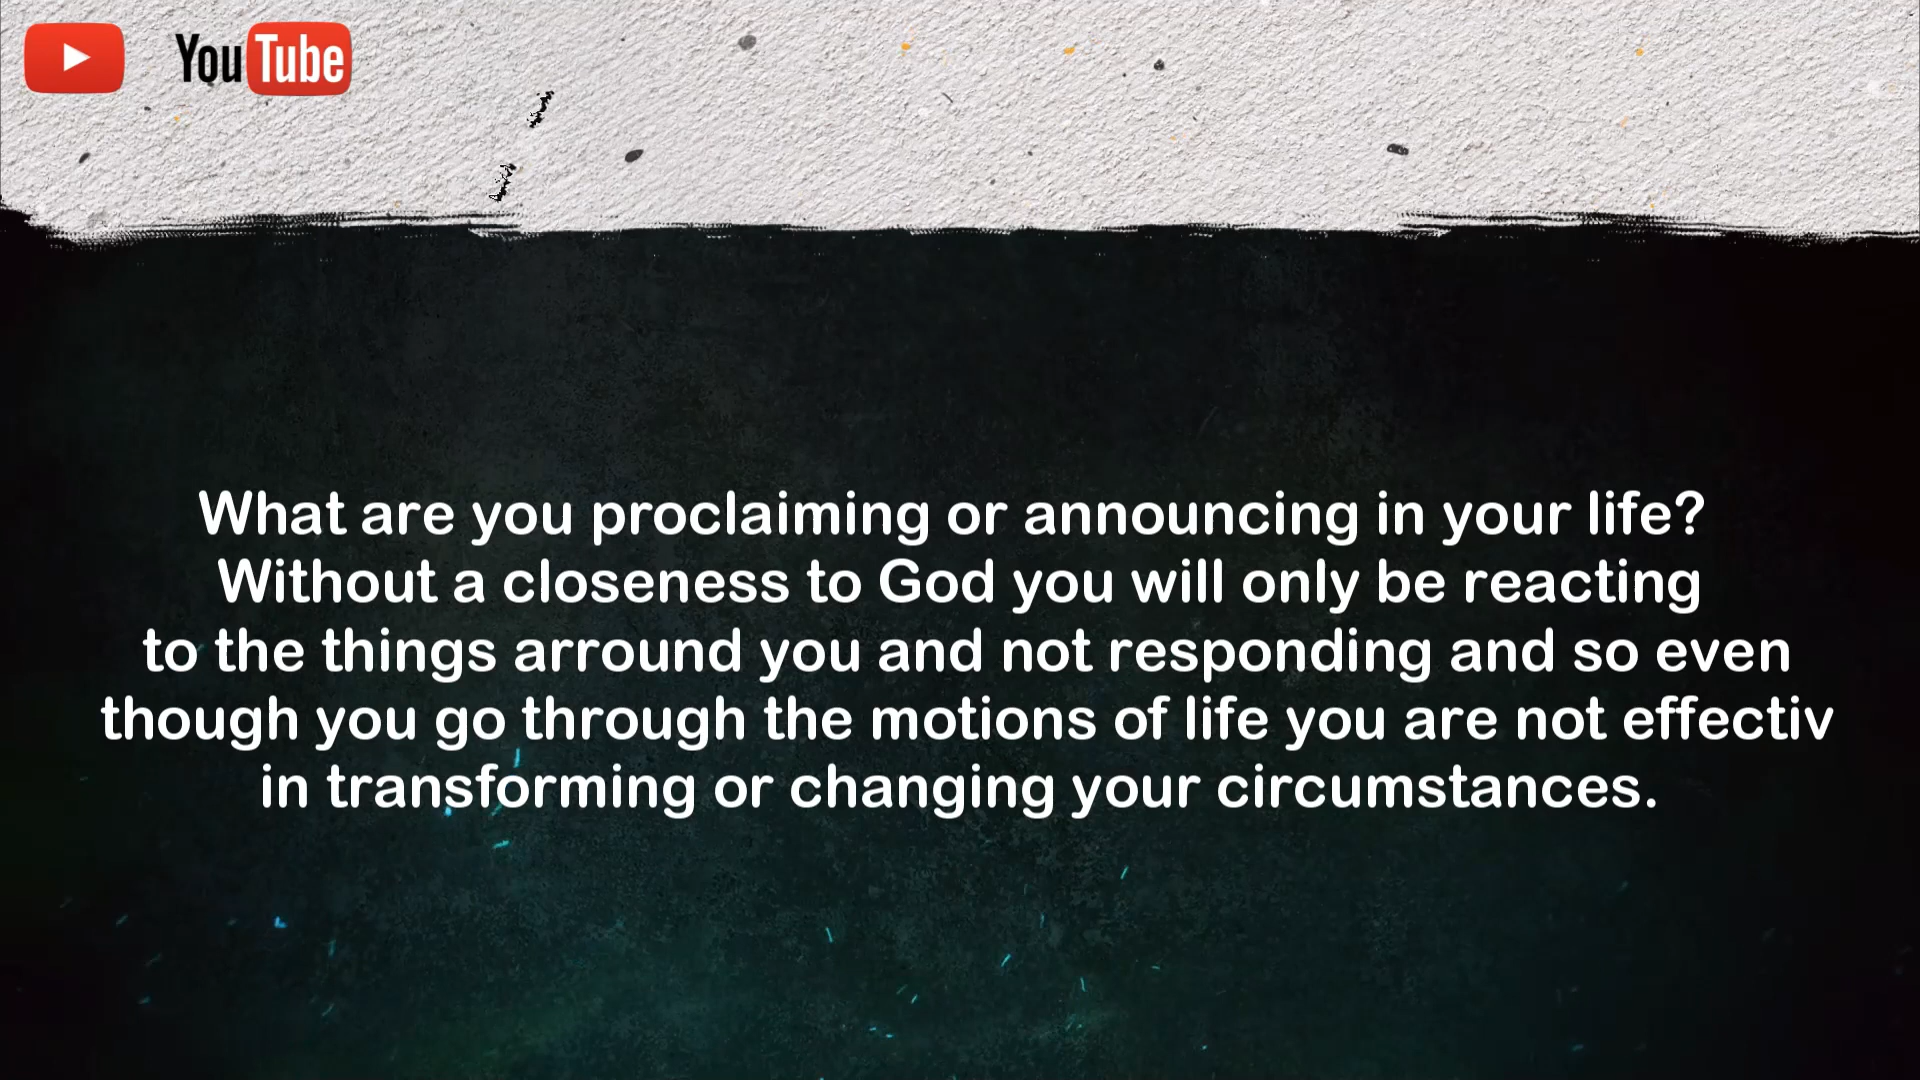 YouTube
What are you proclaiming or announcing in your life?
Without a closeness to God you will only be reacting
to the things arround you and not responding and so even
though you go through the motions of life you are not effectiv
in transforming or changing your circumstances.